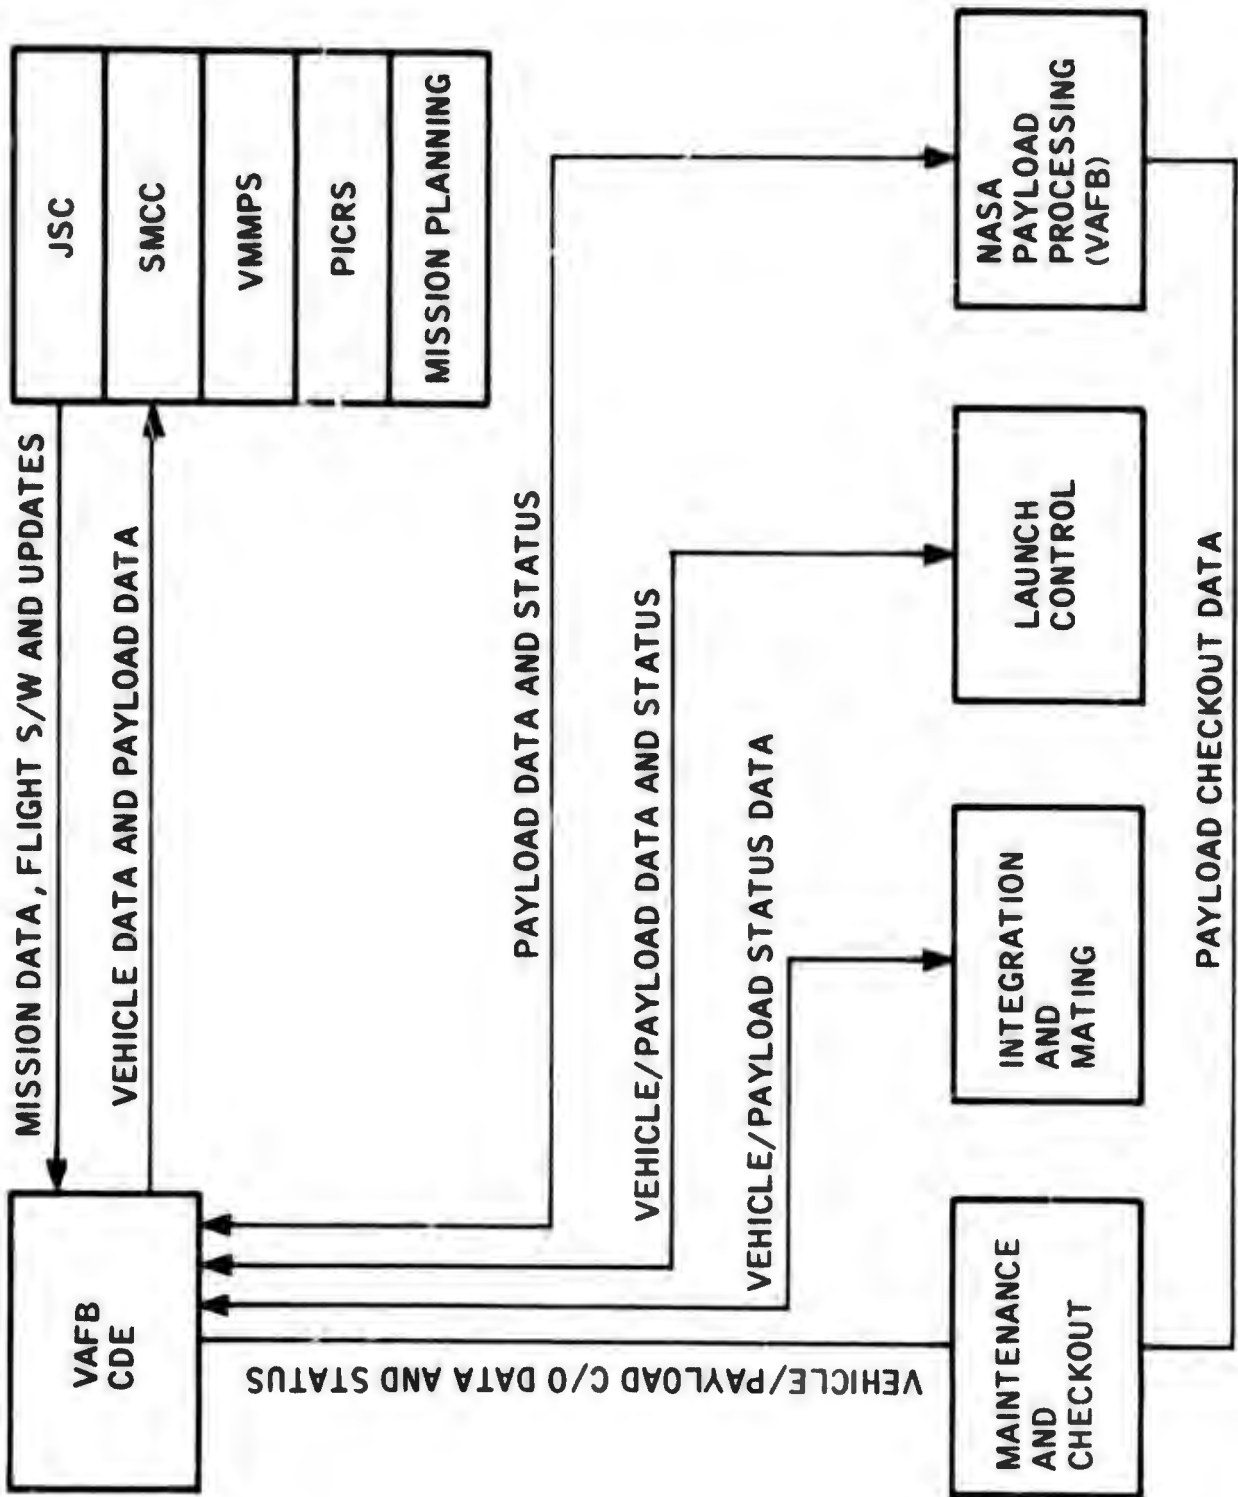 VAFB
CDE
MISSION DATA, FLIGHT S/W AND UPDATES
VEHICLE DATA AND PAYLOAD DATA
JSC
SMCC
VMMPS
PICRS
MISSION PLANNING
PAYLOAD DATA AND STATUS
VEHICLE/PAYLOAD DATA AND STATUS
VEHICLE/PAYLOAD STATUS DATA
VEHICLE/PAYLOAD C/O DATA AND STATUS
MAINTENANCE
AND
CHECKOUT
INTEGRATION
AND
MATING
LAUNCH
CONTROL
NASA
PAYLOAD
PROCESSING
(VAFB)
PAYLOAD CHECKOUT DATA